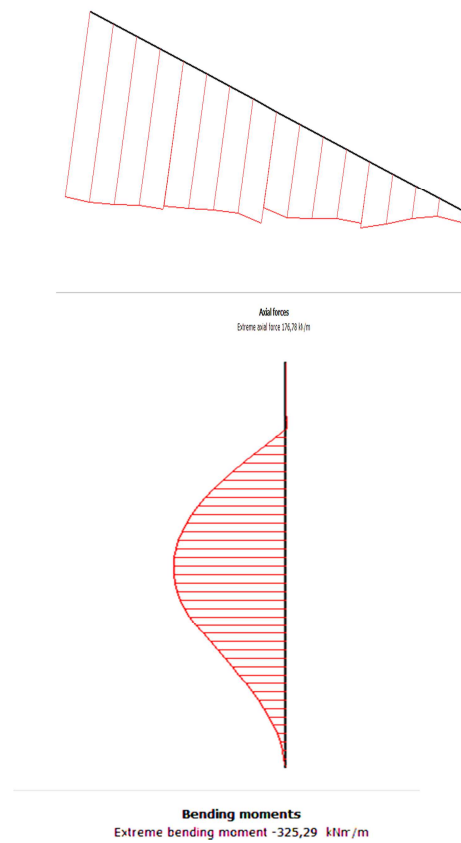 Axial forces
Extreme axial force 176,78 kN/m
Bending moments
Extreme bending moment -325,29 kNm/m